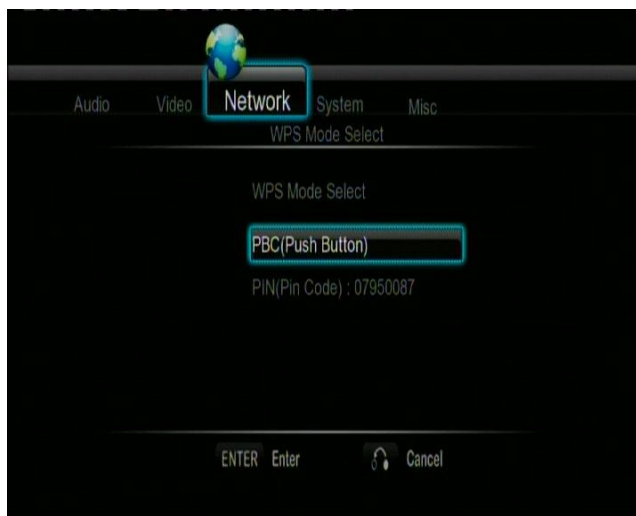 Audio Video Network System Misc
WPS Mode Select
WPS Mode Select
PBC(Push Button)
PIN(Pin Code) : 07950087
ENTER Enter Cancel